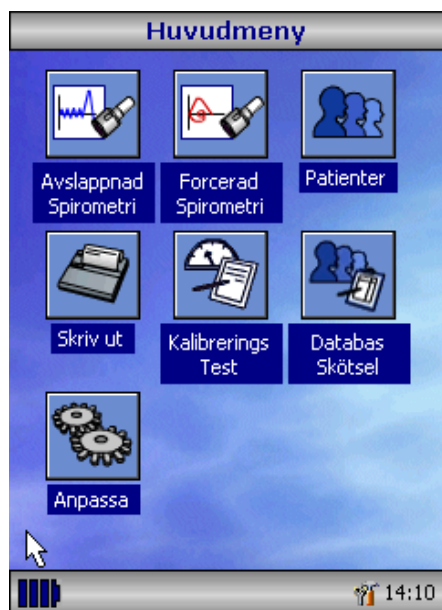 Huvudmeny
Avslappnad
Spirometri
Forcerad
Spirometri
Patienter
Skriv ut
Kalibrerings
Test
Databas
Skötsel
Anpassa
14:10